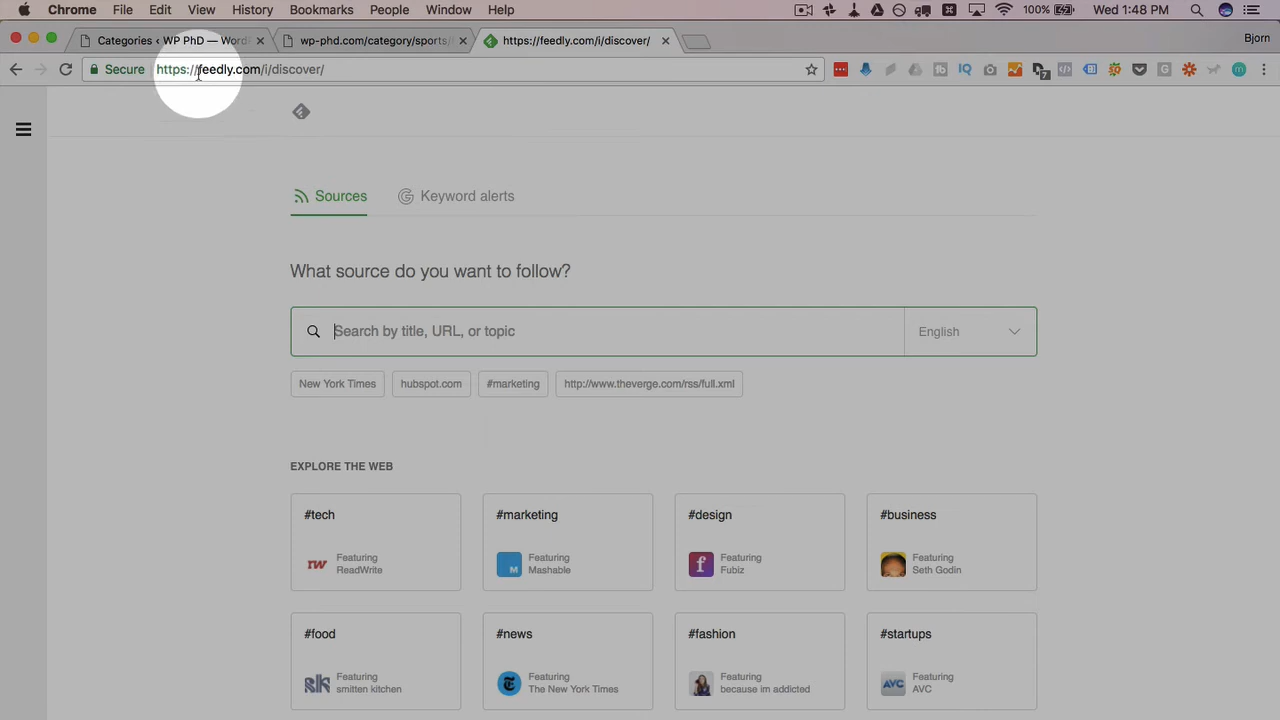 Chrome File Edit View History Bookmarks People Window Help 100% Wed 1:48 PM
Categories ‹ WP PhD — Word wp-phd.com/category/sports/ https://feedly.com/i/discover/ Bjorn
Secure https://feedly.com/i/discover/
Sources Keyword alerts
What source do you want to follow?
Search by title, URL, or topic English
New York Times hubspot.com #marketing http://www.theverge.com/rss/full.xml
EXPLORE THE WEB
#tech #marketing #design #business
Featuring Featuring Featuring Featuring
ReadWrite Mashable Fubiz Seth Godin
#food #news #fashion #startups
Featuring Featuring Featuring Featuring
smitten kitchen The New York Times because im addicted AVC